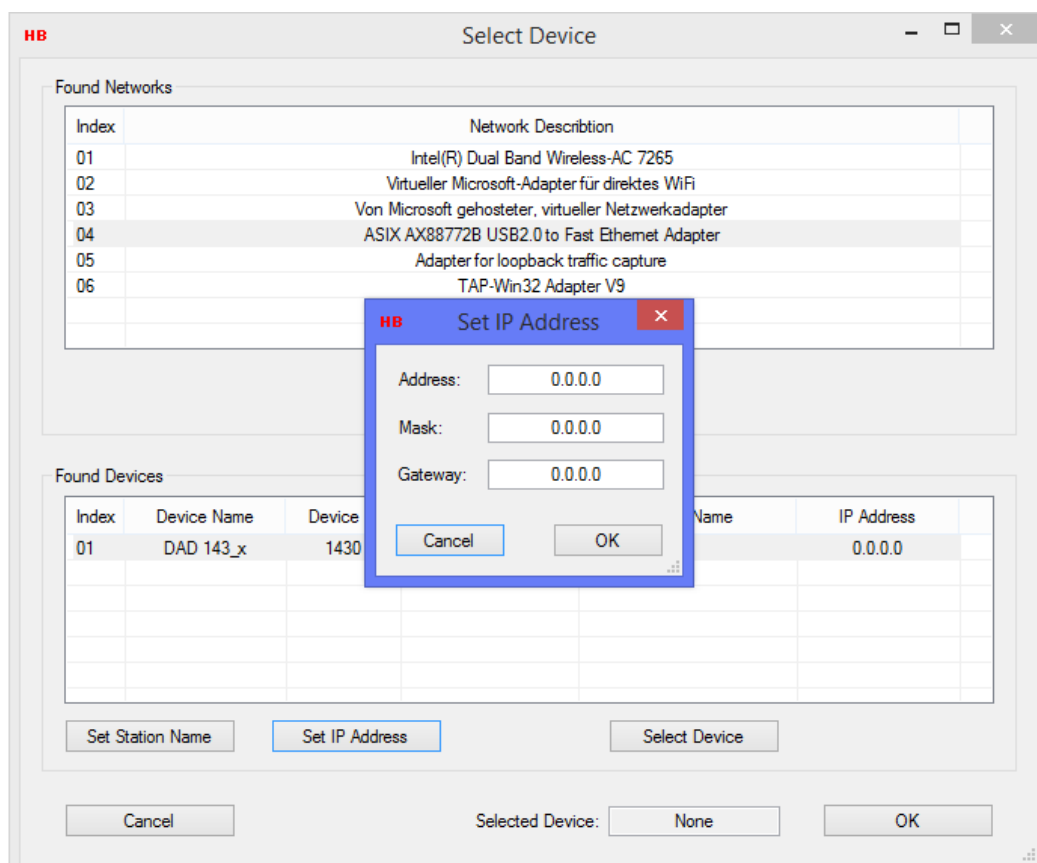 HB Select Device
Found Networks
Index Network Describtion
01 Intel(R) Dual Band Wireless-AC 7265
02 Virtueller Microsoft-Adapter für direktes WiFi
03 Von Microsoft gehosteter, virtueller Netzwerkadapter
04 ASIX AX88772B USB2.0 to Fast Ethernet Adapter
05 Adapter for loopback traffic capture
06 TAP-Win32 Adapter V9
HB Set IP Address
Address: 0.0.0.0
Mask: 0.0.0.0
Gateway: 0.0.0.0
Cancel OK
Found Devices
Index Device Name Device Name IP Address
01 DAD 143_x 1430 0.0.0.0
Set Station Name Set IP Address Select Device
Cancel Selected Device: None OK